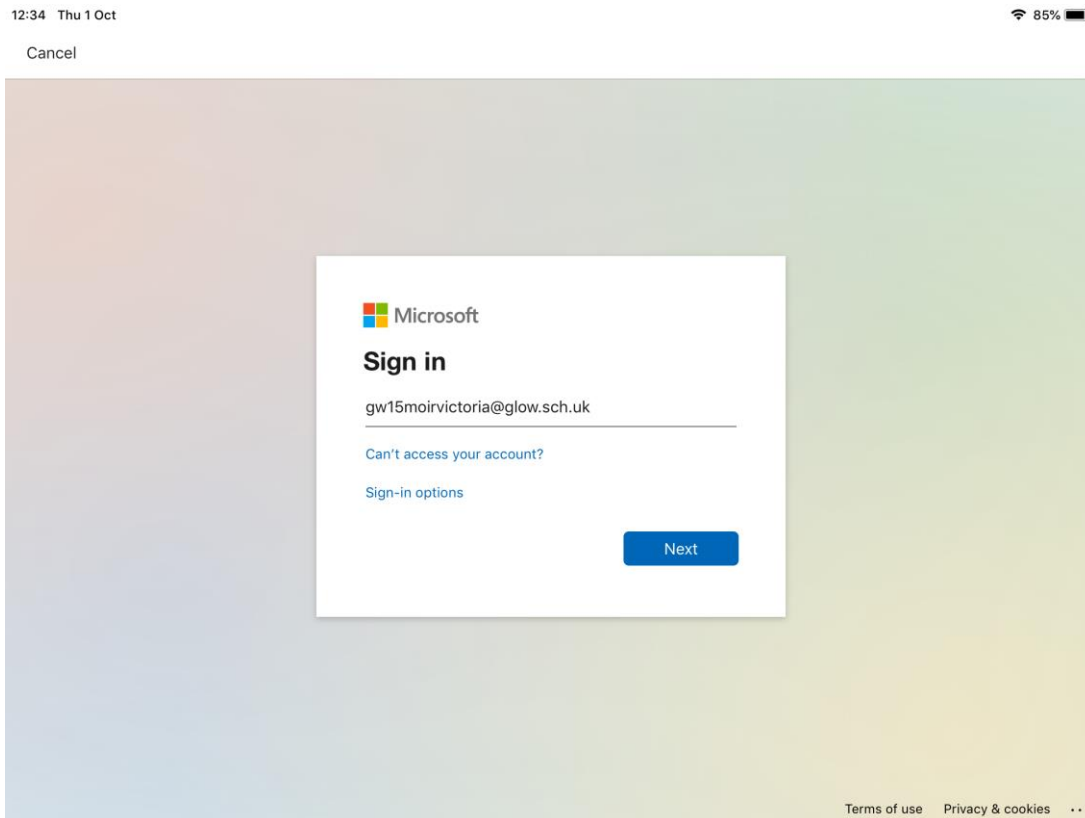 12:34 Thu 1 Oct 85%
Cancel
Microsoft
Sign in
gw15moirvictoria@glow.sch.uk
Can't access your account?
Sign-in options
Next
Terms of use Privacy & cookies ..